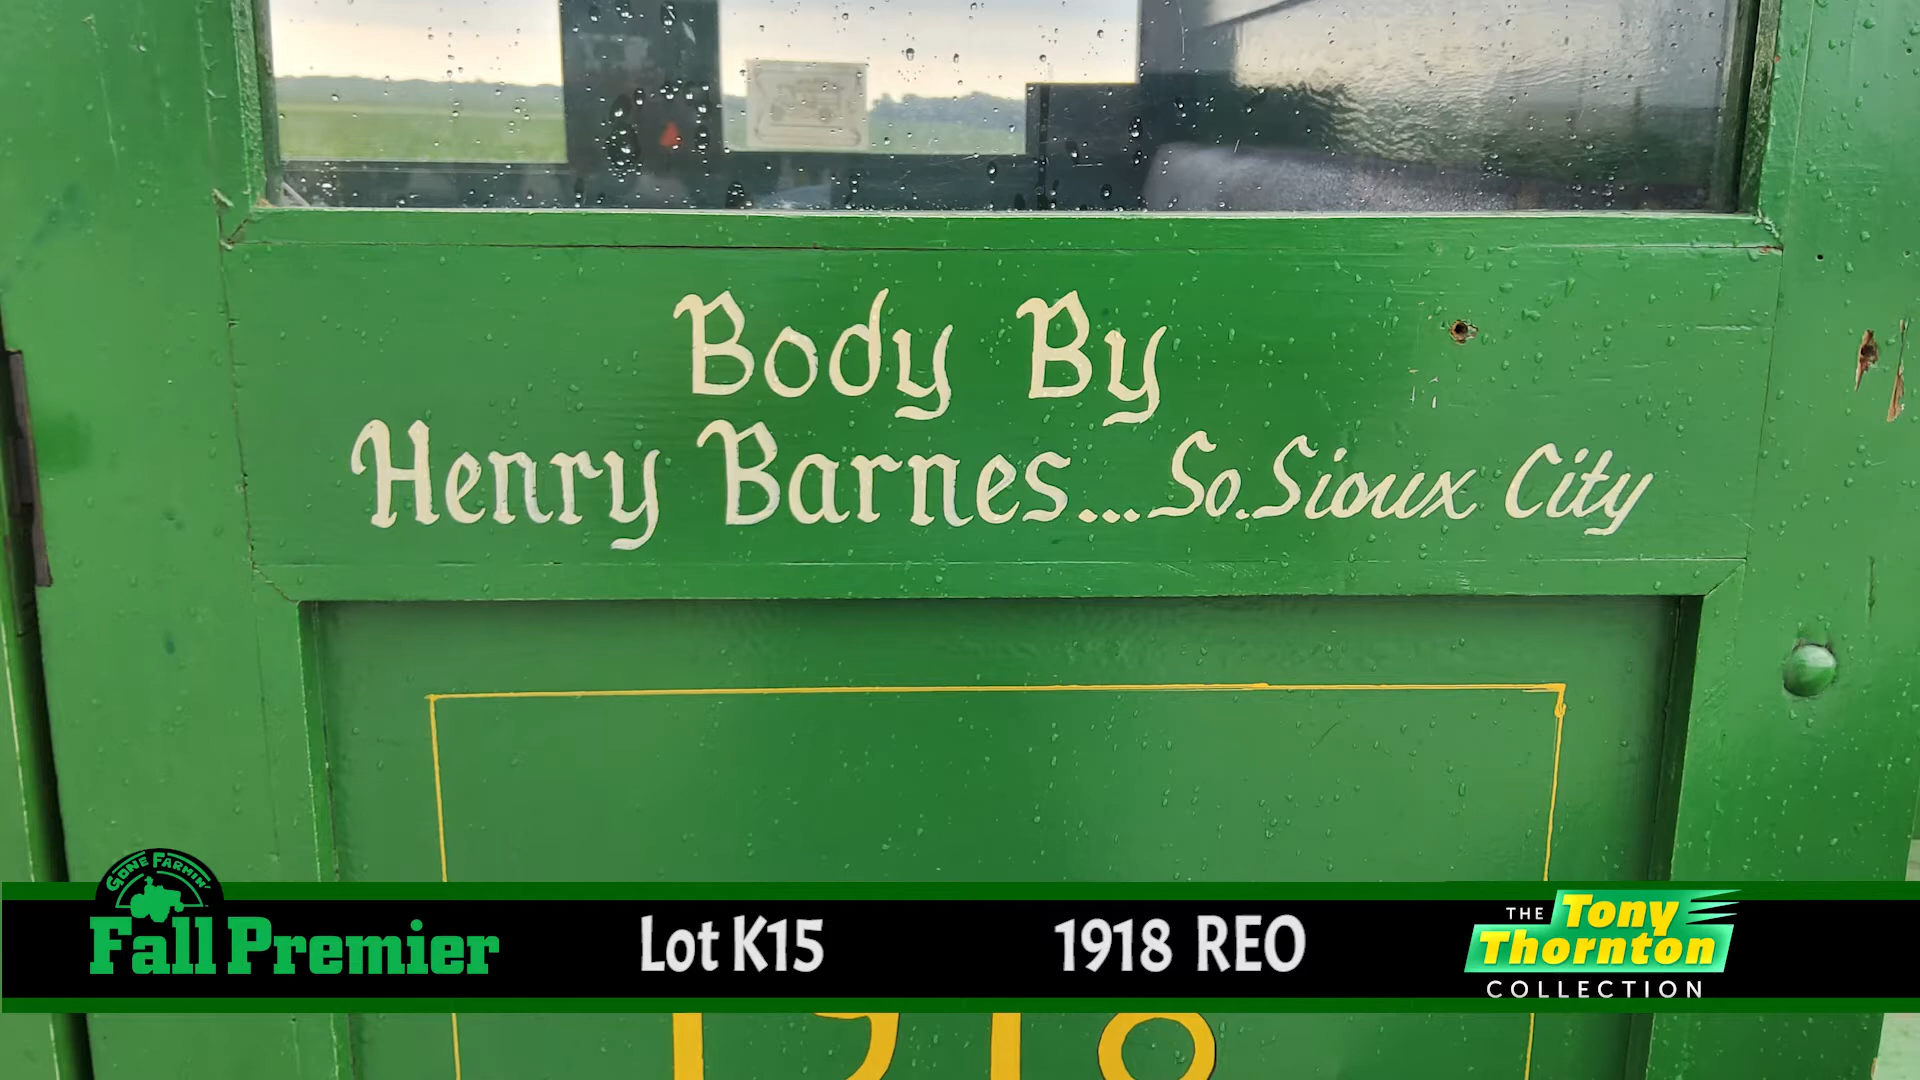 Body By
Henry Barnes...So.Sioux City
GONE FARMIN'
Fall Premier
Lot K15
1918 REO
THE Tony
Thornton
COLLECTION
1918